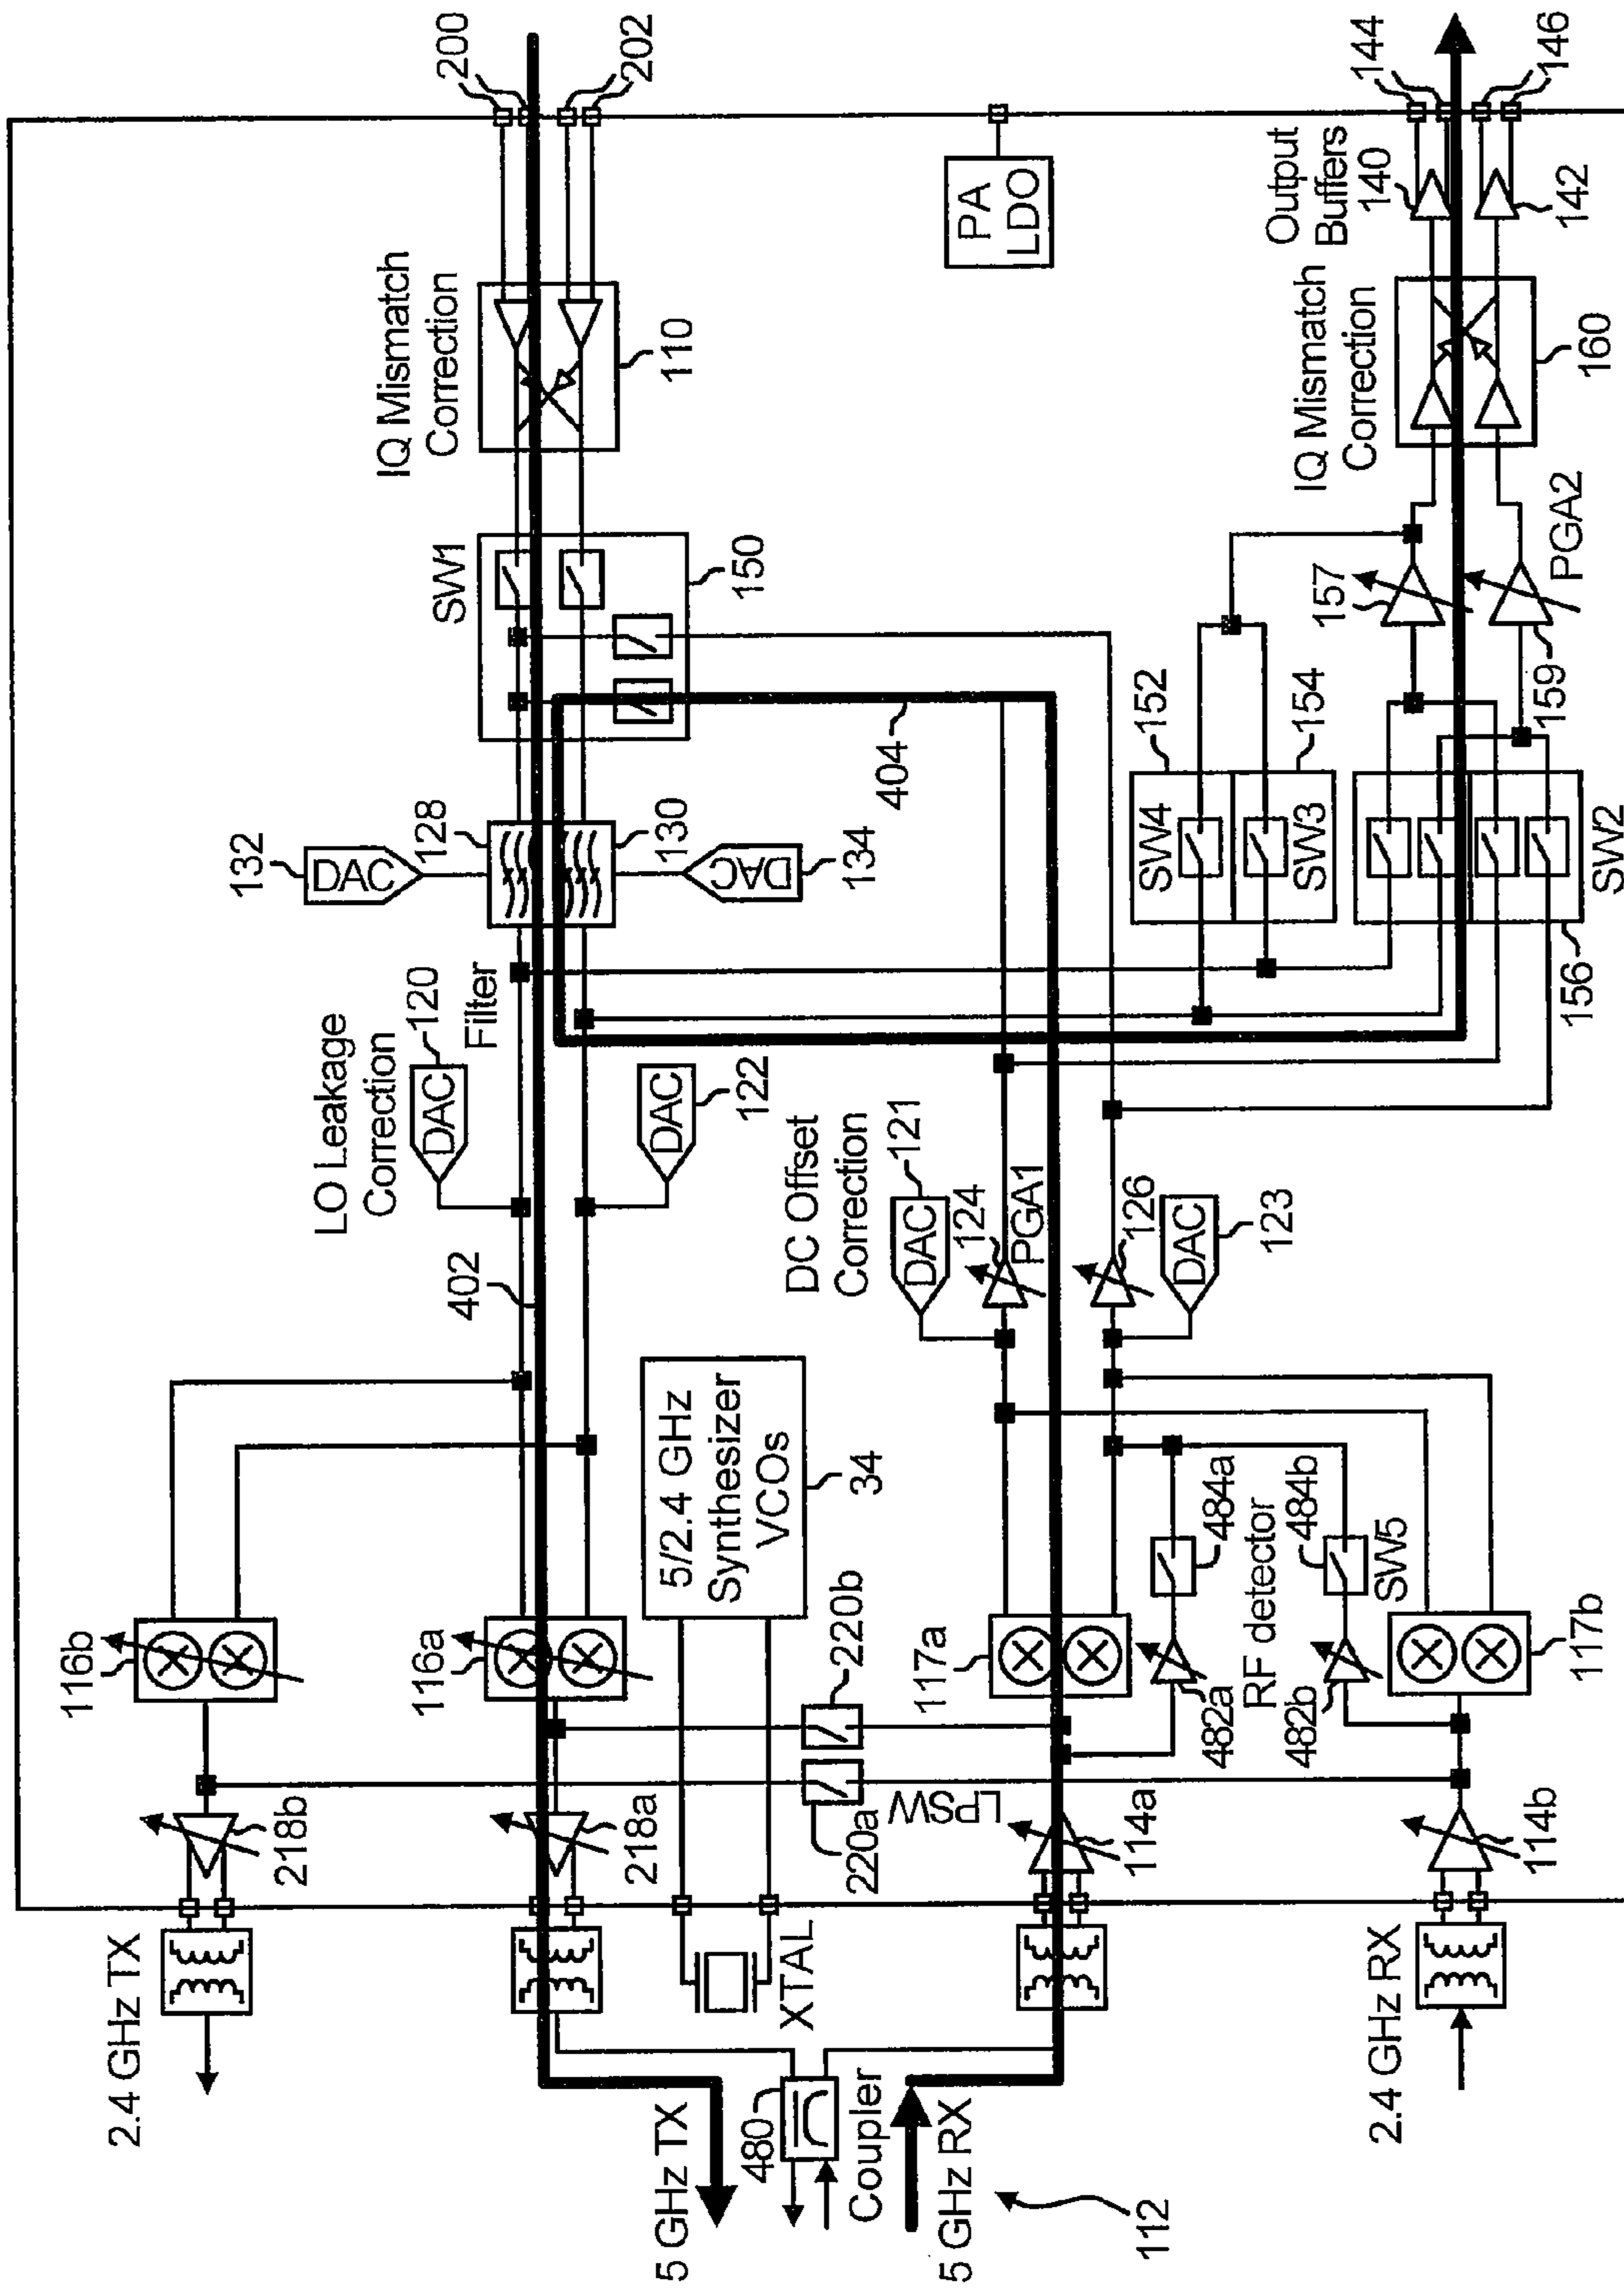 200
202
144
146
PA
LDO
Output
Buffers
140
142
IQ Mismatch
Correction
110
IQ Mismatch
Correction
160
SW1
150
157
PGA2
159
152
154
SW4
SW3
SW2
156
404
132
DAC
128
130
DAC
134
Filter
LO Leakage
Correction
120
DAC
DAC
122
402
DC Offset
Correction
121
DAC
124
PGA1
126
DAC
123
5/2.4 GHz
Synthesizer
VCOs
34
116b
116a
220b
220a
LPSW
117a
482a
RF detector
484a
484b
482b
SW5
117b
218b
218a
114a
114b
2.4 GHz TX
XTAL
5 GHz TX
480
Coupler
5 GHz RX
2.4 GHz RX
112